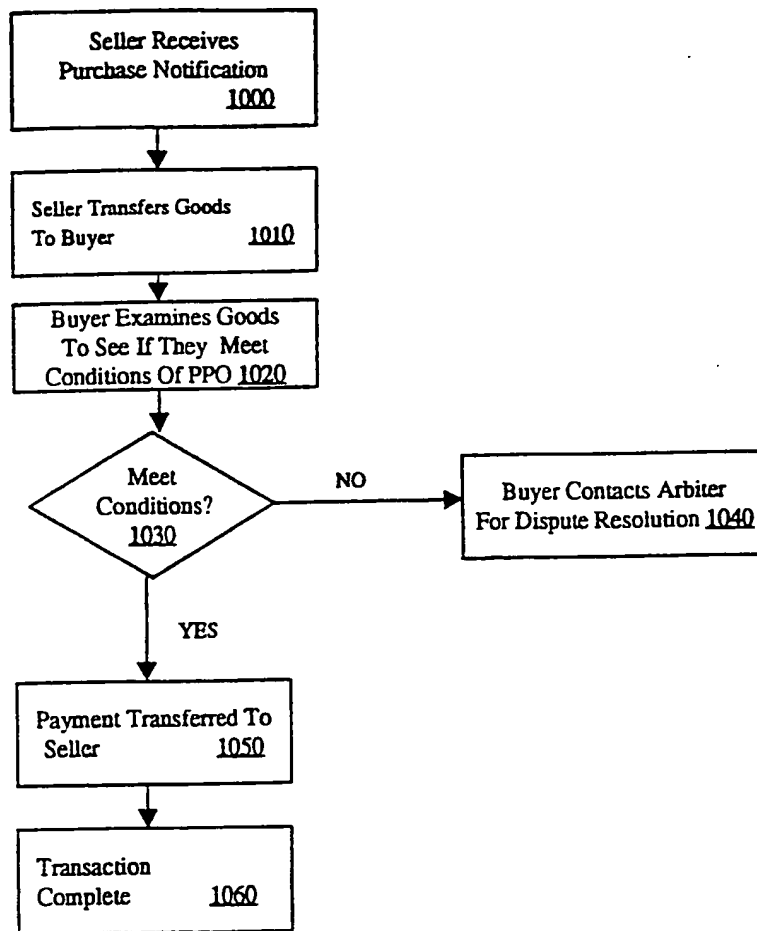 Seller Receives
Purchase Notification
1000
Seller Transfers Goods
To Buyer 1010
Buyer Examines Goods
To See If They Meet
Conditions Of PPO 1020
Meet
Conditions?
1030
NO
Buyer Contacts Arbiter
For Dispute Resolution 1040
YES
Payment Transferred To
Seller 1050
Transaction
Complete 1060